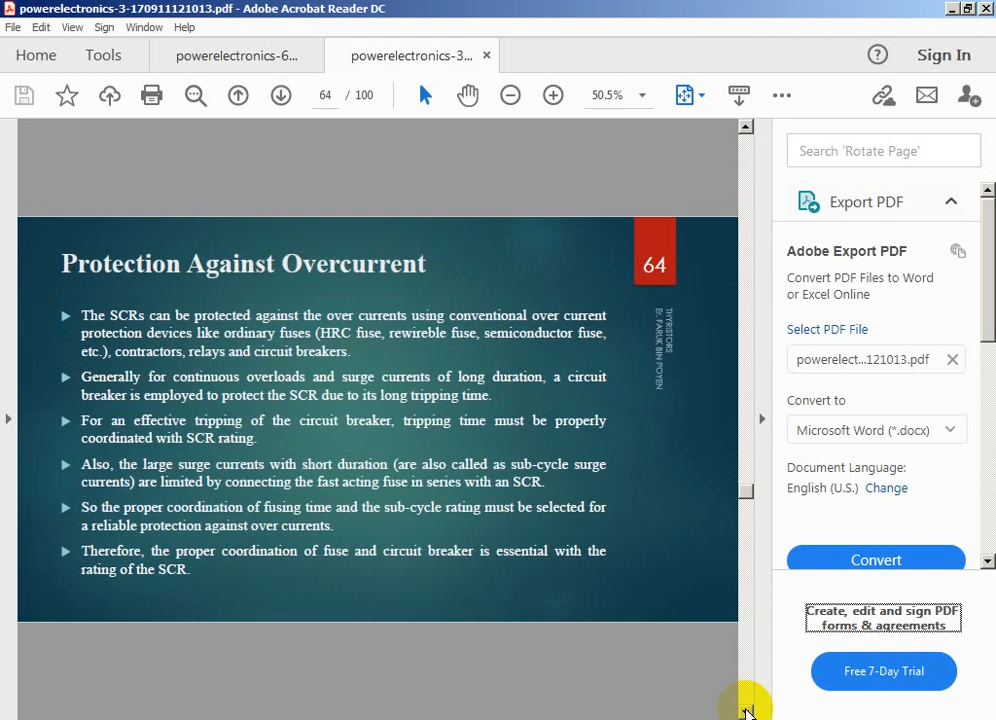 powerelectronics-3-170911121013.pdf - Adobe Acrobat Reader DC
File Edit View Sign Window Help
Home Tools powerelectronics-6... powerelectronics-3... Sign In
64 / 100 50.5%
Search 'Rotate Page'
Export PDF
Adobe Export PDF
Convert PDF Files to Word
or Excel Online
Select PDF File
powerelect...121013.pdf
Convert to
Microsoft Word (*.docx)
Document Language:
English (U.S.) Change
Convert
Create, edit and sign PDF
forms & agreements
Free 7-Day Trial
Protection Against Overcurrent
64
The SCRs can be protected against the over currents using conventional over current
protection devices like ordinary fuses (HRC fuse, rewireble fuse, semiconductor fuse,
etc.), contractors, relays and circuit breakers.
Generally for continuous overloads and surge currents of long duration, a circuit
breaker is employed to protect the SCR due to its long tripping time.
For an effective tripping of the circuit breaker, tripping time must be properly
coordinated with SCR rating.
Also, the large surge currents with short duration (are also called as sub-cycle surge
currents) are limited by connecting the fast acting fuse in series with an SCR.
So the proper coordination of fusing time and the sub-cycle rating must be selected for
a reliable protection against over currents.
Therefore, the proper coordination of fuse and circuit breaker is essential with the
rating of the SCR.
THYRISTORS
Er. FARUK BIN POYEN